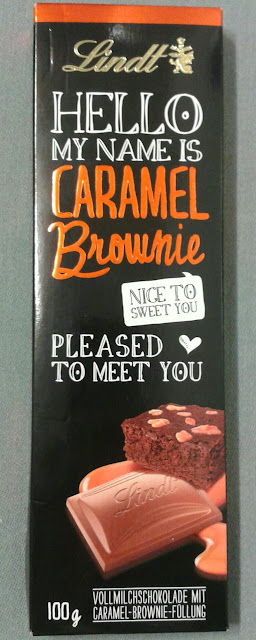 Lindt
HELLO
MY NAME IS
CARAMEL
Brownie
NICE TO
SWEET YOU
PLEASED
TO MEET YOU
Lindt
100g
VOLLMILCHSCHOKOLADE MIT
CARAMEL-BROWNIE-FÜLLUNG